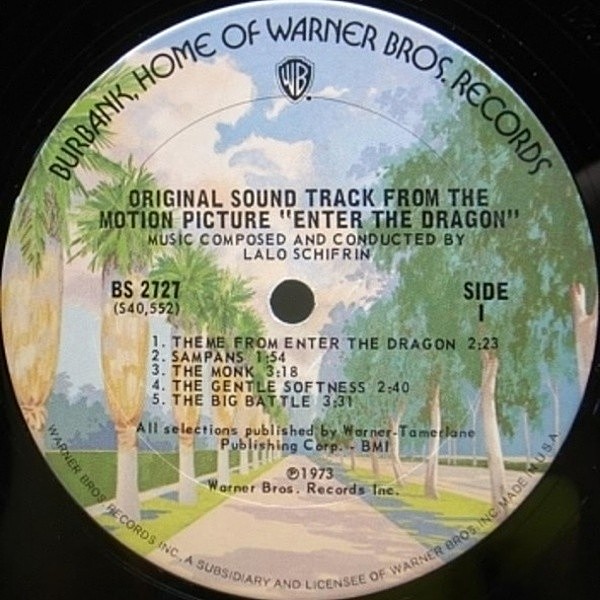 BURBANK, HOME OF WARNER BROS. RECORDS
WB
ORIGINAL SOUND TRACK FROM THE
MOTION PICTURE "ENTER THE DRAGON"
MUSIC COMPOSED AND CONDUCTED BY
LALO SCHIFRIN
BS 2727
(S40,552)
SIDE
1
1. THEME FROM ENTER THE DRAGON 2:23
2. SAMPANS 1:54
3. THE MONK 3:18
4. THE GENTLE SOFTNESS 2:40
5. THE BIG BATTLE 3:31
All selections published by Warner-Tamerlane
Publishing Corp. - BMI
℗1973
Warner Bros. Records Inc.
WARNER BROS. RECORDS INC., A SUBSIDIARY AND LICENSEE OF WARNER BROS. INC. MADE IN U.S.A.